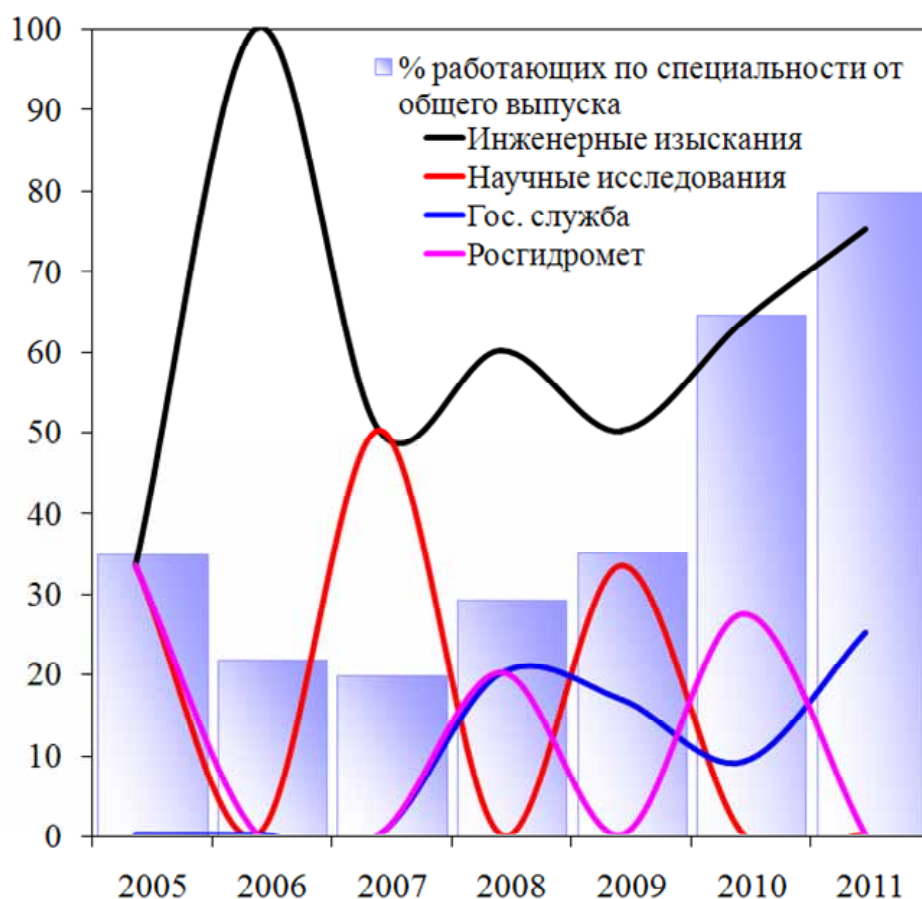 100
90
80
70
60
50
40
30
20
10
0
% работающих по специальности от
общего выпуска
Инженерные изыскания
Научные исследования
Гос. служба
Росгидромет
2005 2006 2007 2008 2009 2010 2011